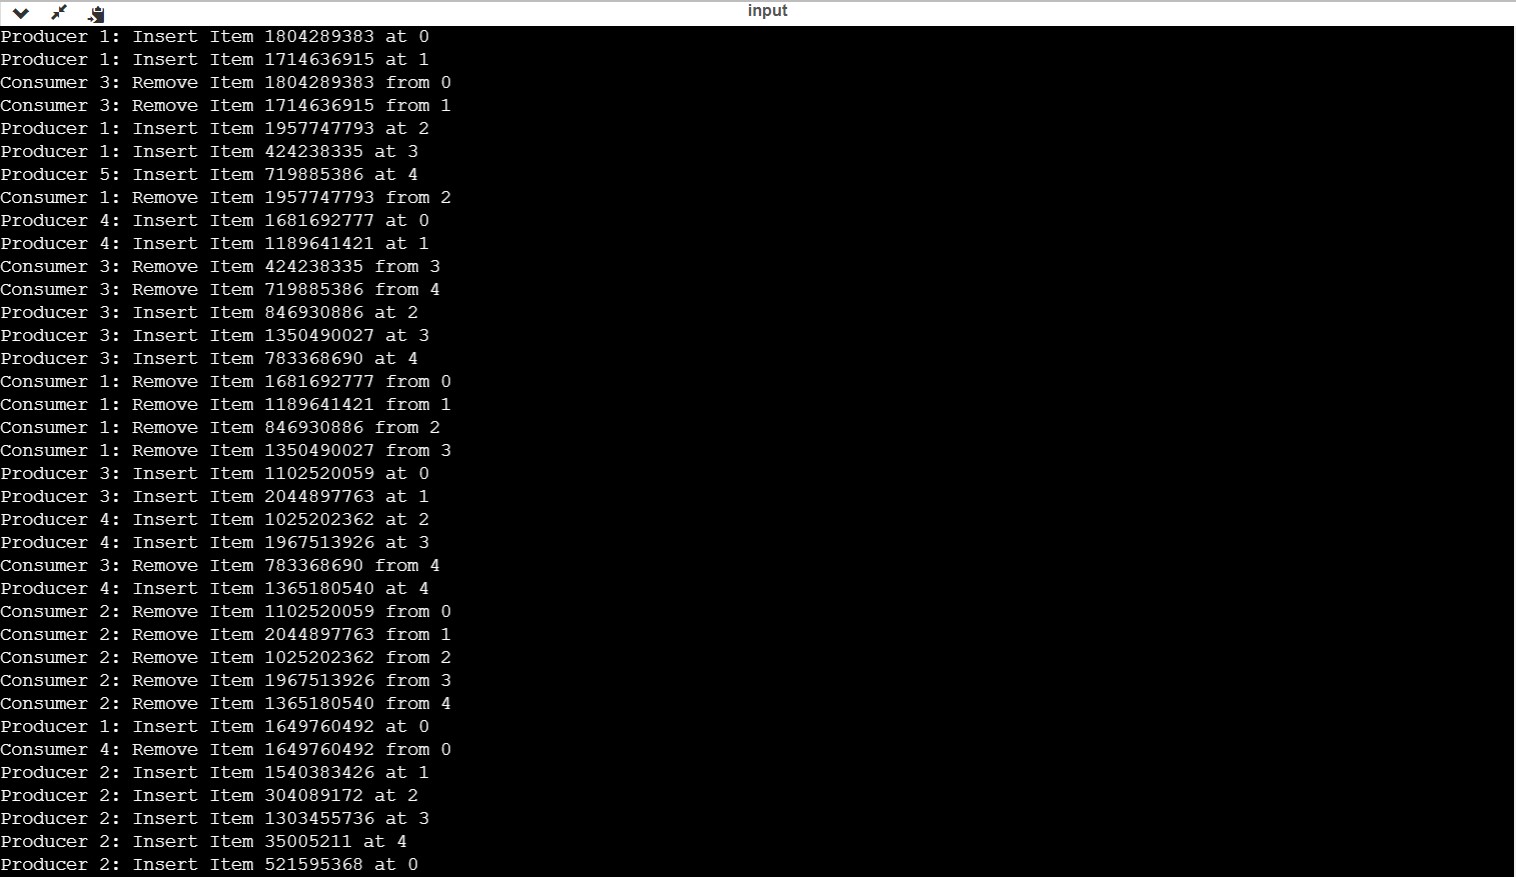 input
Producer 1: Insert Item 1804289383 at 0
Producer 1: Insert Item 1714636915 at 1
Consumer 3: Remove Item 1804289383 from 0
Consumer 3: Remove Item 1714636915 from 1
Producer 1: Insert Item 1957747793 at 2
Producer 1: Insert Item 424238335 at 3
Producer 5: Insert Item 719885386 at 4
Consumer 1: Remove Item 1957747793 from 2
Producer 4: Insert Item 1681692777 at 0
Producer 4: Insert Item 1189641421 at 1
Consumer 3: Remove Item 424238335 from 3
Consumer 3: Remove Item 719885386 from 4
Producer 3: Insert Item 846930886 at 2
Producer 3: Insert Item 1350490027 at 3
Producer 3: Insert Item 783368690 at 4
Consumer 1: Remove Item 1681692777 from 0
Consumer 1: Remove Item 1189641421 from 1
Consumer 1: Remove Item 846930886 from 2
Consumer 1: Remove Item 1350490027 from 3
Producer 3: Insert Item 1102520059 at 0
Producer 3: Insert Item 2044897763 at 1
Producer 4: Insert Item 1025202362 at 2
Producer 4: Insert Item 1967513926 at 3
Consumer 3: Remove Item 783368690 from 4
Producer 4: Insert Item 1365180540 at 4
Consumer 2: Remove Item 1102520059 from 0
Consumer 2: Remove Item 2044897763 from 1
Consumer 2: Remove Item 1025202362 from 2
Consumer 2: Remove Item 1967513926 from 3
Consumer 2: Remove Item 1365180540 from 4
Producer 1: Insert Item 1649760492 at 0
Consumer 4: Remove Item 1649760492 from 0
Producer 2: Insert Item 1540383426 at 1
Producer 2: Insert Item 304089172 at 2
Producer 2: Insert Item 1303455736 at 3
Producer 2: Insert Item 35005211 at 4
Producer 2: Insert Item 521595368 at 0